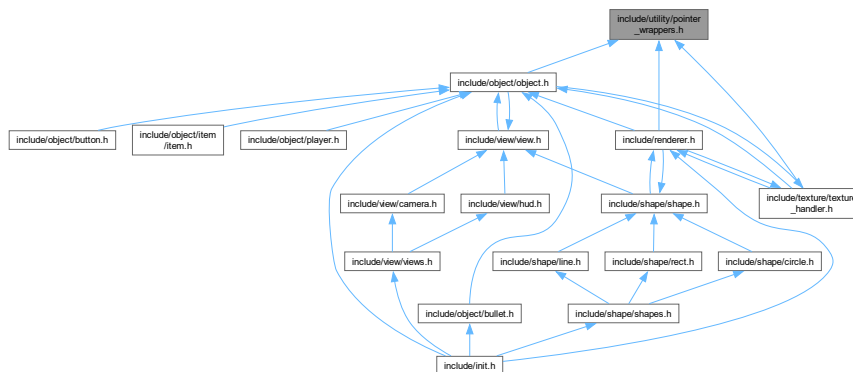 include/utility/pointer
_wrappers.h
include/object/object.h
include/object/button.h
include/object/item
/item.h
include/object/player.h
include/view/view.h
include/renderer.h
include/view/camera.h
include/view/hud.h
include/shape/shape.h
include/texture/texture
_handler.h
include/view/views.h
include/shape/line.h
include/shape/rect.h
include/shape/circle.h
include/object/bullet.h
include/shape/shapes.h
include/init.h